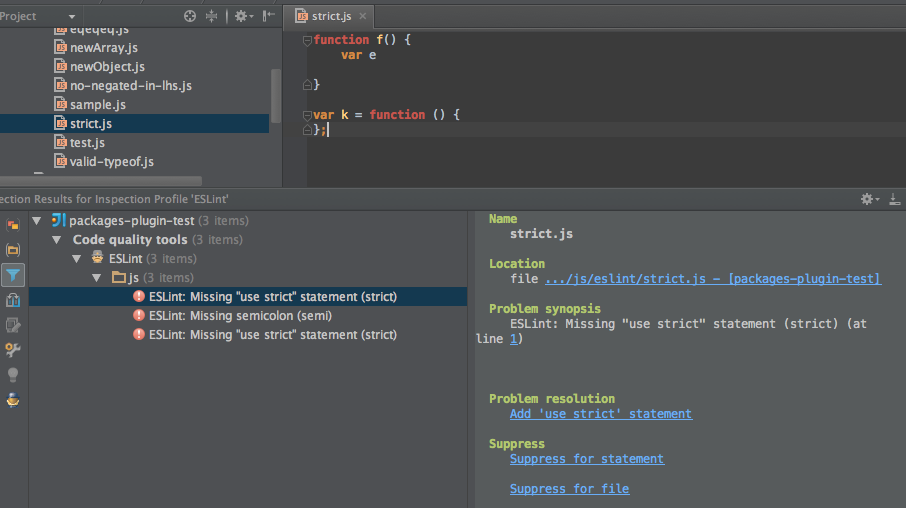 Project
strict.js
eqeqeq.js
newArray.js
newObject.js
no-negated-in-lhs.js
sample.js
strict.js
test.js
valid-typeof.js
function f() {
var e
}
var k = function () {
};
ection Results for Inspection Profile 'ESLint'
packages-plugin-test (3 items)
Code quality tools (3 items)
ESLint (3 items)
js (3 items)
ESLint: Missing "use strict" statement (strict)
ESLint: Missing semicolon (semi)
ESLint: Missing "use strict" statement (strict)
Name
strict.js
Location
file .../js/eslint/strict.js - [packages-plugin-test]
Problem synopsis
ESLint: Missing "use strict" statement (strict) (at
line 1)
Problem resolution
Add 'use strict' statement
Suppress
Suppress for statement
Suppress for file